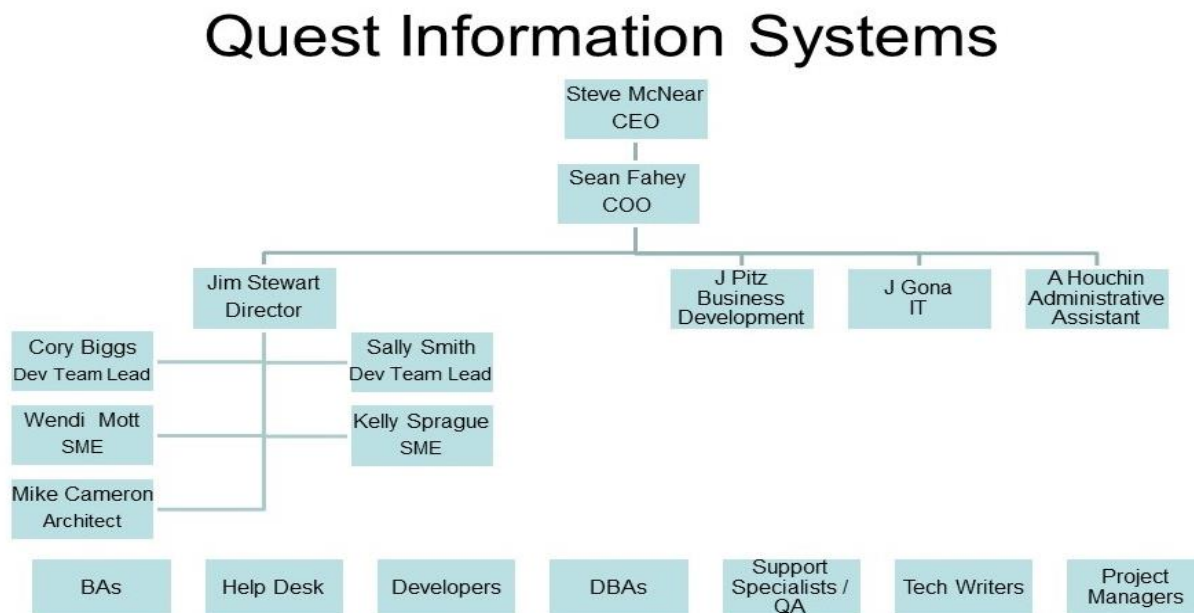 Quest Information Systems
Steve McNear
CEO
Sean Fahey
COO
Jim Stewart
Director
J Pitz
Business
Development
J Gona
IT
A Houchin
Administrative
Assistant
Cory Biggs
Dev Team Lead
Sally Smith
Dev Team Lead
Wendi Mott
SME
Kelly Sprague
SME
Mike Cameron
Architect
BAs
Help Desk
Developers
DBAs
Support
Specialists /
QA
Tech Writers
Project
Managers